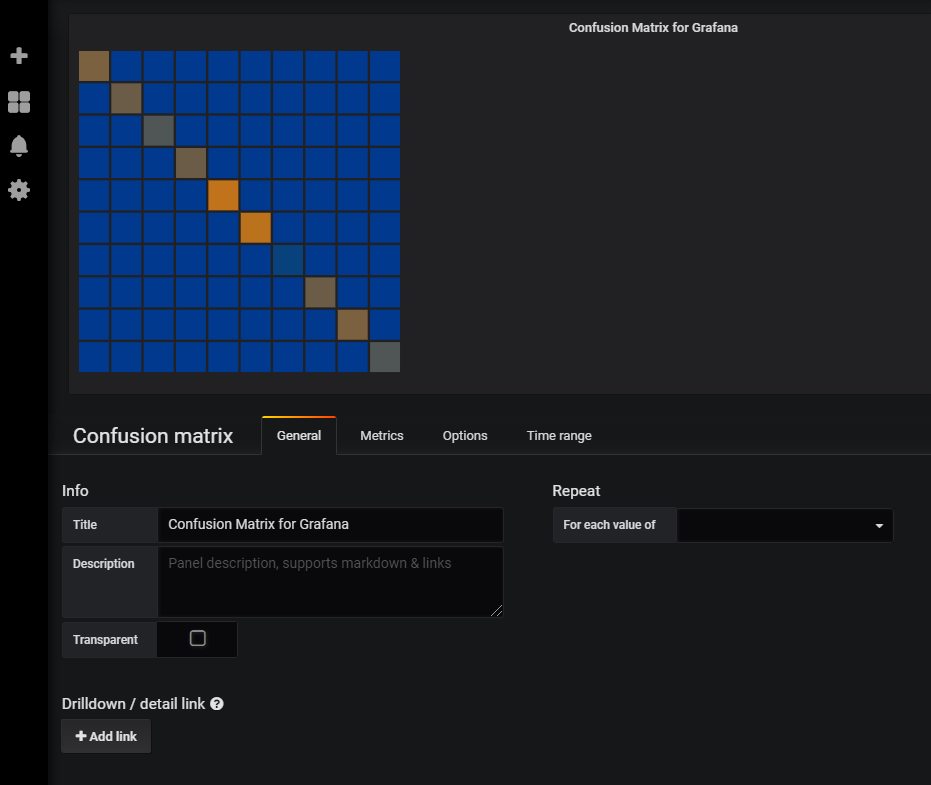 Confusion Matrix for Grafana
Confusion matrix
General
Metrics
Options
Time range
Info
Title
Confusion Matrix for Grafana
Description
Panel description, supports markdown & links
Transparent
Repeat
For each value of
Drilldown / detail link ?
+ Add link